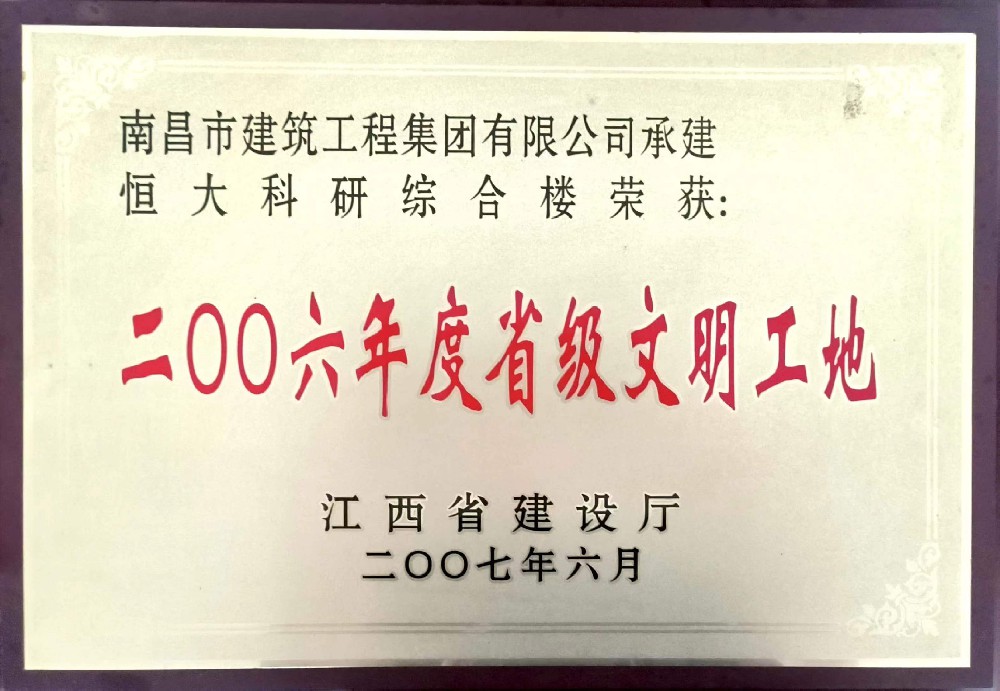 南昌市建筑工程集团有限公司承建
恒大科研综合楼荣获:
二〇〇六年度省级文明工地
江西省建设厅
二〇〇七年六月